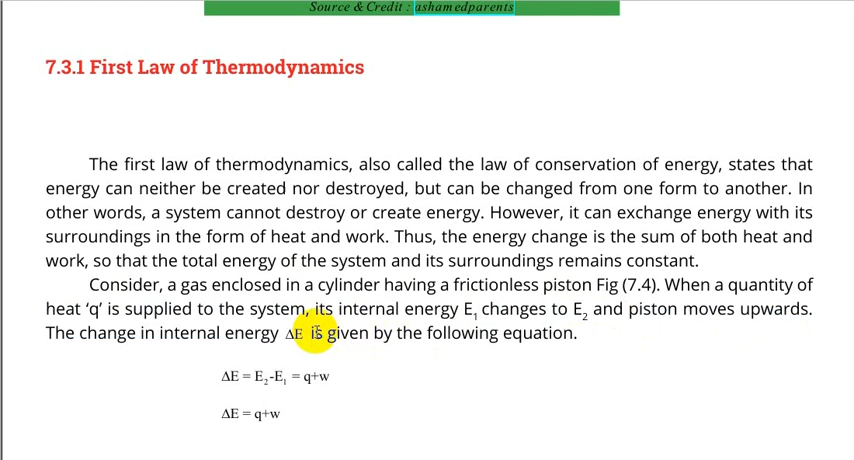 Source & Credit : ashamedparents
7.3.1 First Law of Thermodynamics
The first law of thermodynamics, also called the law of conservation of energy, states that
energy can neither be created nor destroyed, but can be changed from one form to another. In
other words, a system cannot destroy or create energy. However, it can exchange energy with its
surroundings in the form of heat and work. Thus, the energy change is the sum of both heat and
work, so that the total energy of the system and its surroundings remains constant.
Consider, a gas enclosed in a cylinder having a frictionless piston Fig (7.4). When a quantity of
heat ‘q’ is supplied to the system, its internal energy E₁ changes to E₂ and piston moves upwards.
The change in internal energy ΔE is given by the following equation.
ΔE = E₂-E₁ = q+w
ΔE = q+w